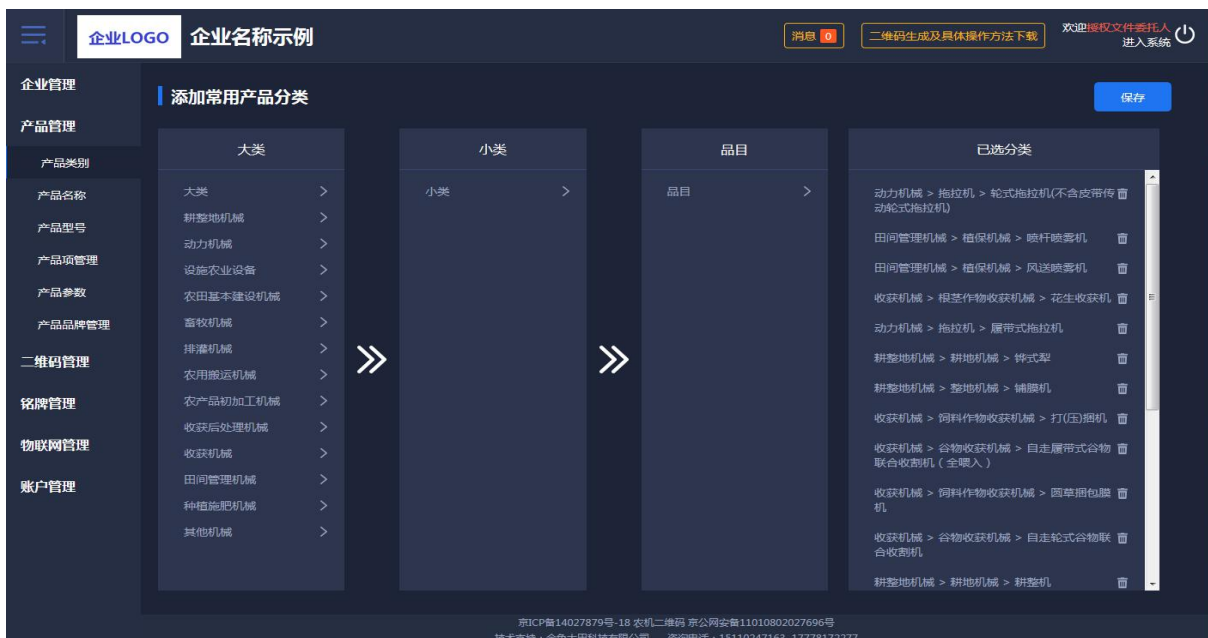 企业LOGO 企业名称示例 消息 0 二维码生成及具体操作方法下载 欢迎授权文件委托人
进入系统
企业管理
产品管理
产品类别
产品名称
产品型号
产品项管理
产品参数
产品品牌管理
二维码管理
铭牌管理
物联网管理
账户管理
添加常用产品分类 保存
大类
大类
耕整地机械
动力机械
设施农业设备
农田基本建设机械
畜牧机械
排灌机械
农用搬运机械
农产品初加工机械
收获后处理机械
收获机械
田间管理机械
种植施肥机械
其他机械
小类
小类
品目
品目
已选分类
动力机械 > 拖拉机 > 轮式拖拉机(不含皮带传
动轮式拖拉机)
田间管理机械 > 植保机械 > 喷杆喷雾机
田间管理机械 > 植保机械 > 风送喷雾机
收获机械 > 根茎作物收获机械 > 花生收获机
动力机械 > 拖拉机 > 履带式拖拉机
耕整地机械 > 耕地机械 > 铧式犁
耕整地机械 > 整地机械 > 铺膜机
收获机械 > 饲料作物收获机械 > 打(压)捆机
收获机械 > 谷物收获机械 > 自走履带式谷物
联合收割机（全喂入）
收获机械 > 饲料作物收获机械 > 圆草捆包膜
机
收获机械 > 谷物收获机械 > 自走轮式谷物联
合收割机
耕整地机械 > 耕地机械 > 耕整机
京ICP备14027879号-18 农机二维码 京公网安备11010802027696号